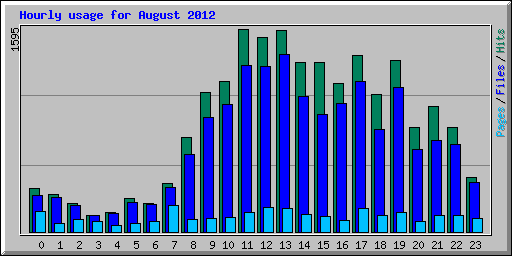 Hourly usage for August 2012
1595
Pages / Files / Hits
0 1 2 3 4 5 6 7 8 9 10 11 12 13 14 15 16 17 18 19 20 21 22 23